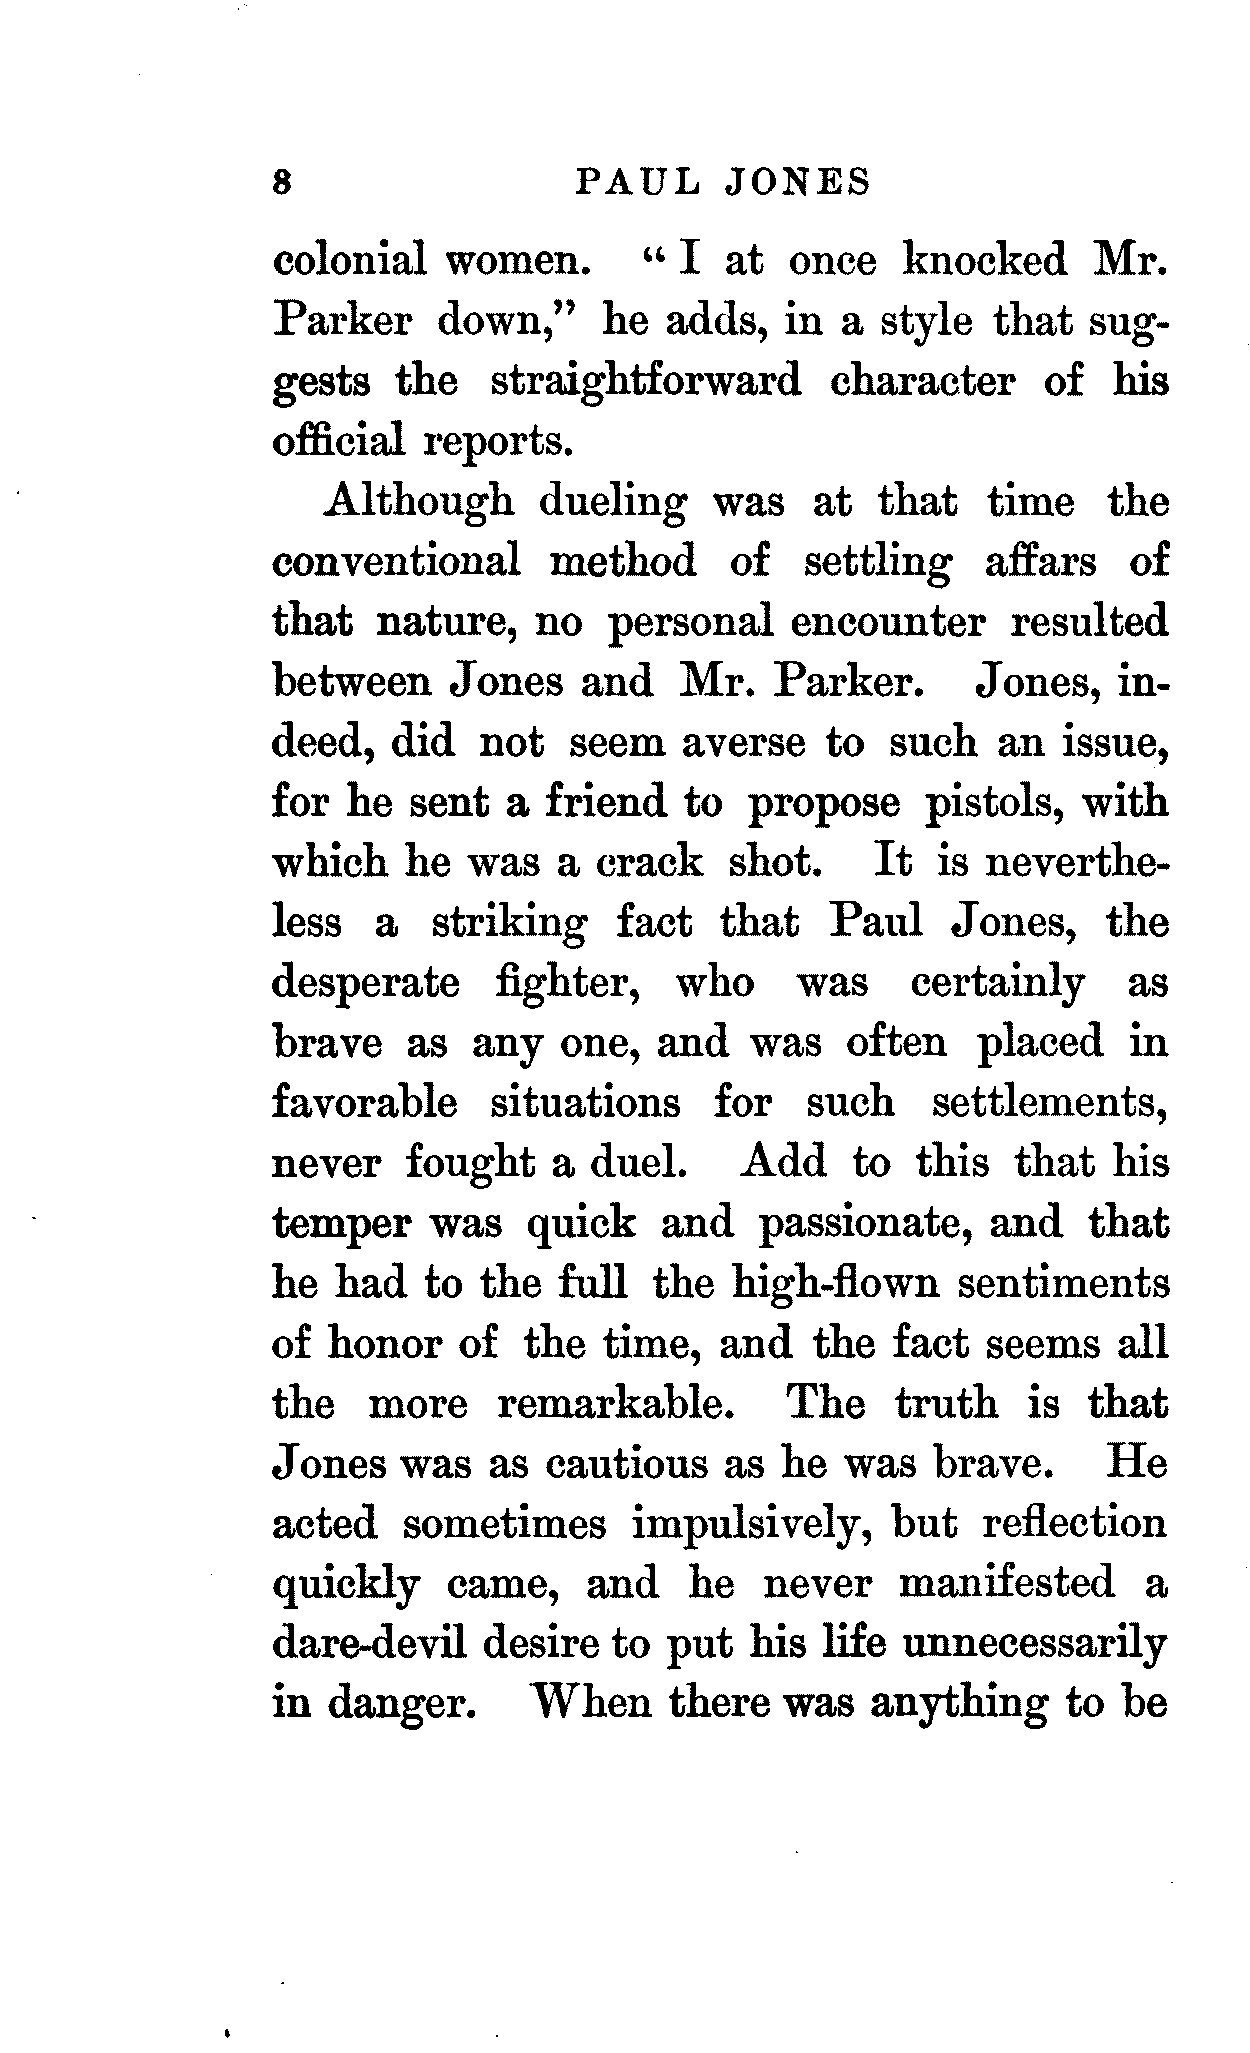 8 PAUL JONES
colonial women. “ I at once knocked Mr.
Parker down,” he adds, in a style that sug-
gests the straightforward character of his
official reports.
Although dueling was at that time the
conventional method of settling affars of
that nature, no personal encounter resulted
between Jones and Mr. Parker. Jones, in-
deed, did not seem averse to such an issue,
for he sent a friend to propose pistols, with
which he was a crack shot. It is neverthe-
less a striking fact that Paul Jones, the
desperate fighter, who was certainly as
brave as any one, and was often placed in
favorable situations for such settlements,
never fought a duel. Add to this that his
temper was quick and passionate, and that
he had to the full the high-flown sentiments
of honor of the time, and the fact seems all
the more remarkable. The truth is that
Jones was as cautious as he was brave. He
acted sometimes impulsively, but reflection
quickly came, and he never manifested a
dare-devil desire to put his life unnecessarily
in danger. When there was anything to be